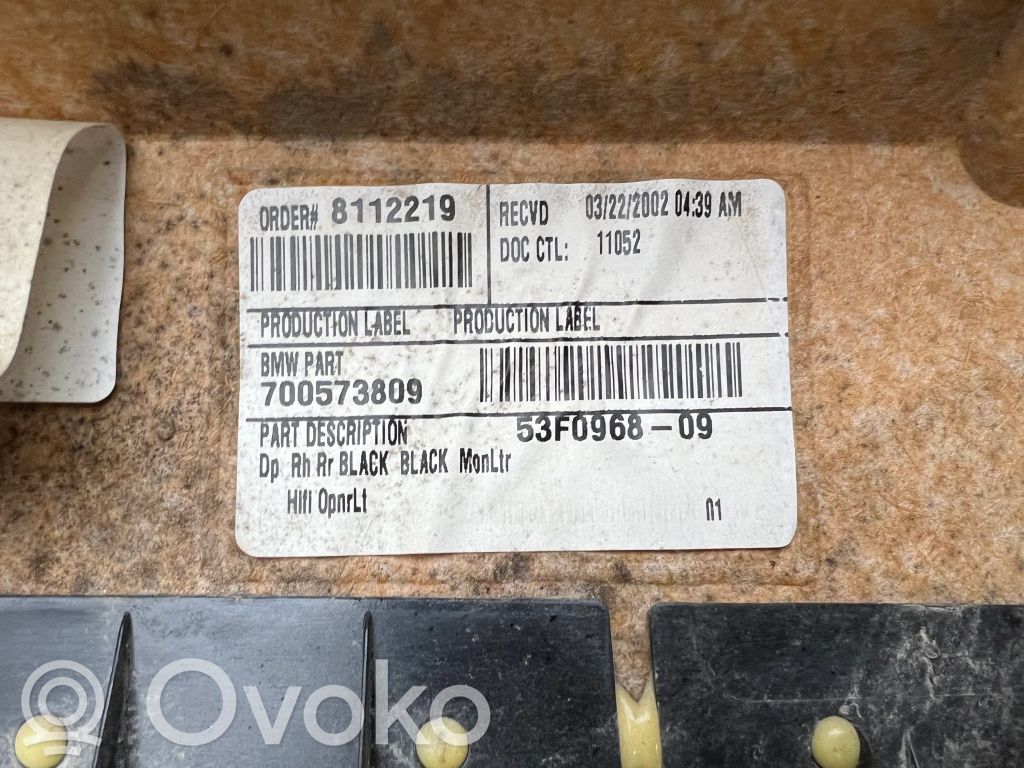 ORDER# 8112219
RECVD 03/22/2002 04:39 AM
DOC CTL: 11052
PRODUCTION LABEL PRODUCTION LABEL
BMW PART
700573809
PART DESCRIPTION 53F0968-09
Dp Rh Rr BLACK BLACK MonLtr
Hifi OpnrLt 01
Ovoko